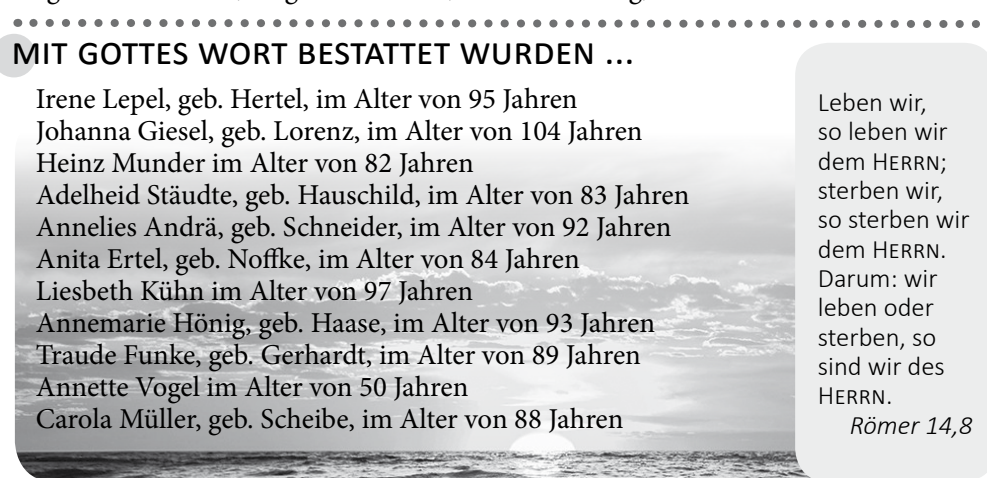 MIT GOTTES WORT BESTATTET WURDEN ...
Irene Lepel, geb. Hertel, im Alter von 95 Jahren
Johanna Giesel, geb. Lorenz, im Alter von 104 Jahren
Heinz Munder im Alter von 82 Jahren
Adelheid Stäudte, geb. Hauschild, im Alter von 83 Jahren
Annelies Andrä, geb. Schneider, im Alter von 92 Jahren
Anita Ertel, geb. Noffke, im Alter von 84 Jahren
Liesbeth Kühn im Alter von 97 Jahren
Annemarie Hönig, geb. Haase, im Alter von 93 Jahren
Traude Funke, geb. Gerhardt, im Alter von 89 Jahren
Annette Vogel im Alter von 50 Jahren
Carola Müller, geb. Scheibe, im Alter von 88 Jahren
Leben wir,
so leben wir
dem HERRN;
sterben wir,
so sterben wir
dem HERRN.
Darum: wir
leben oder
sterben, so
sind wir des
HERRN.
Römer 14,8